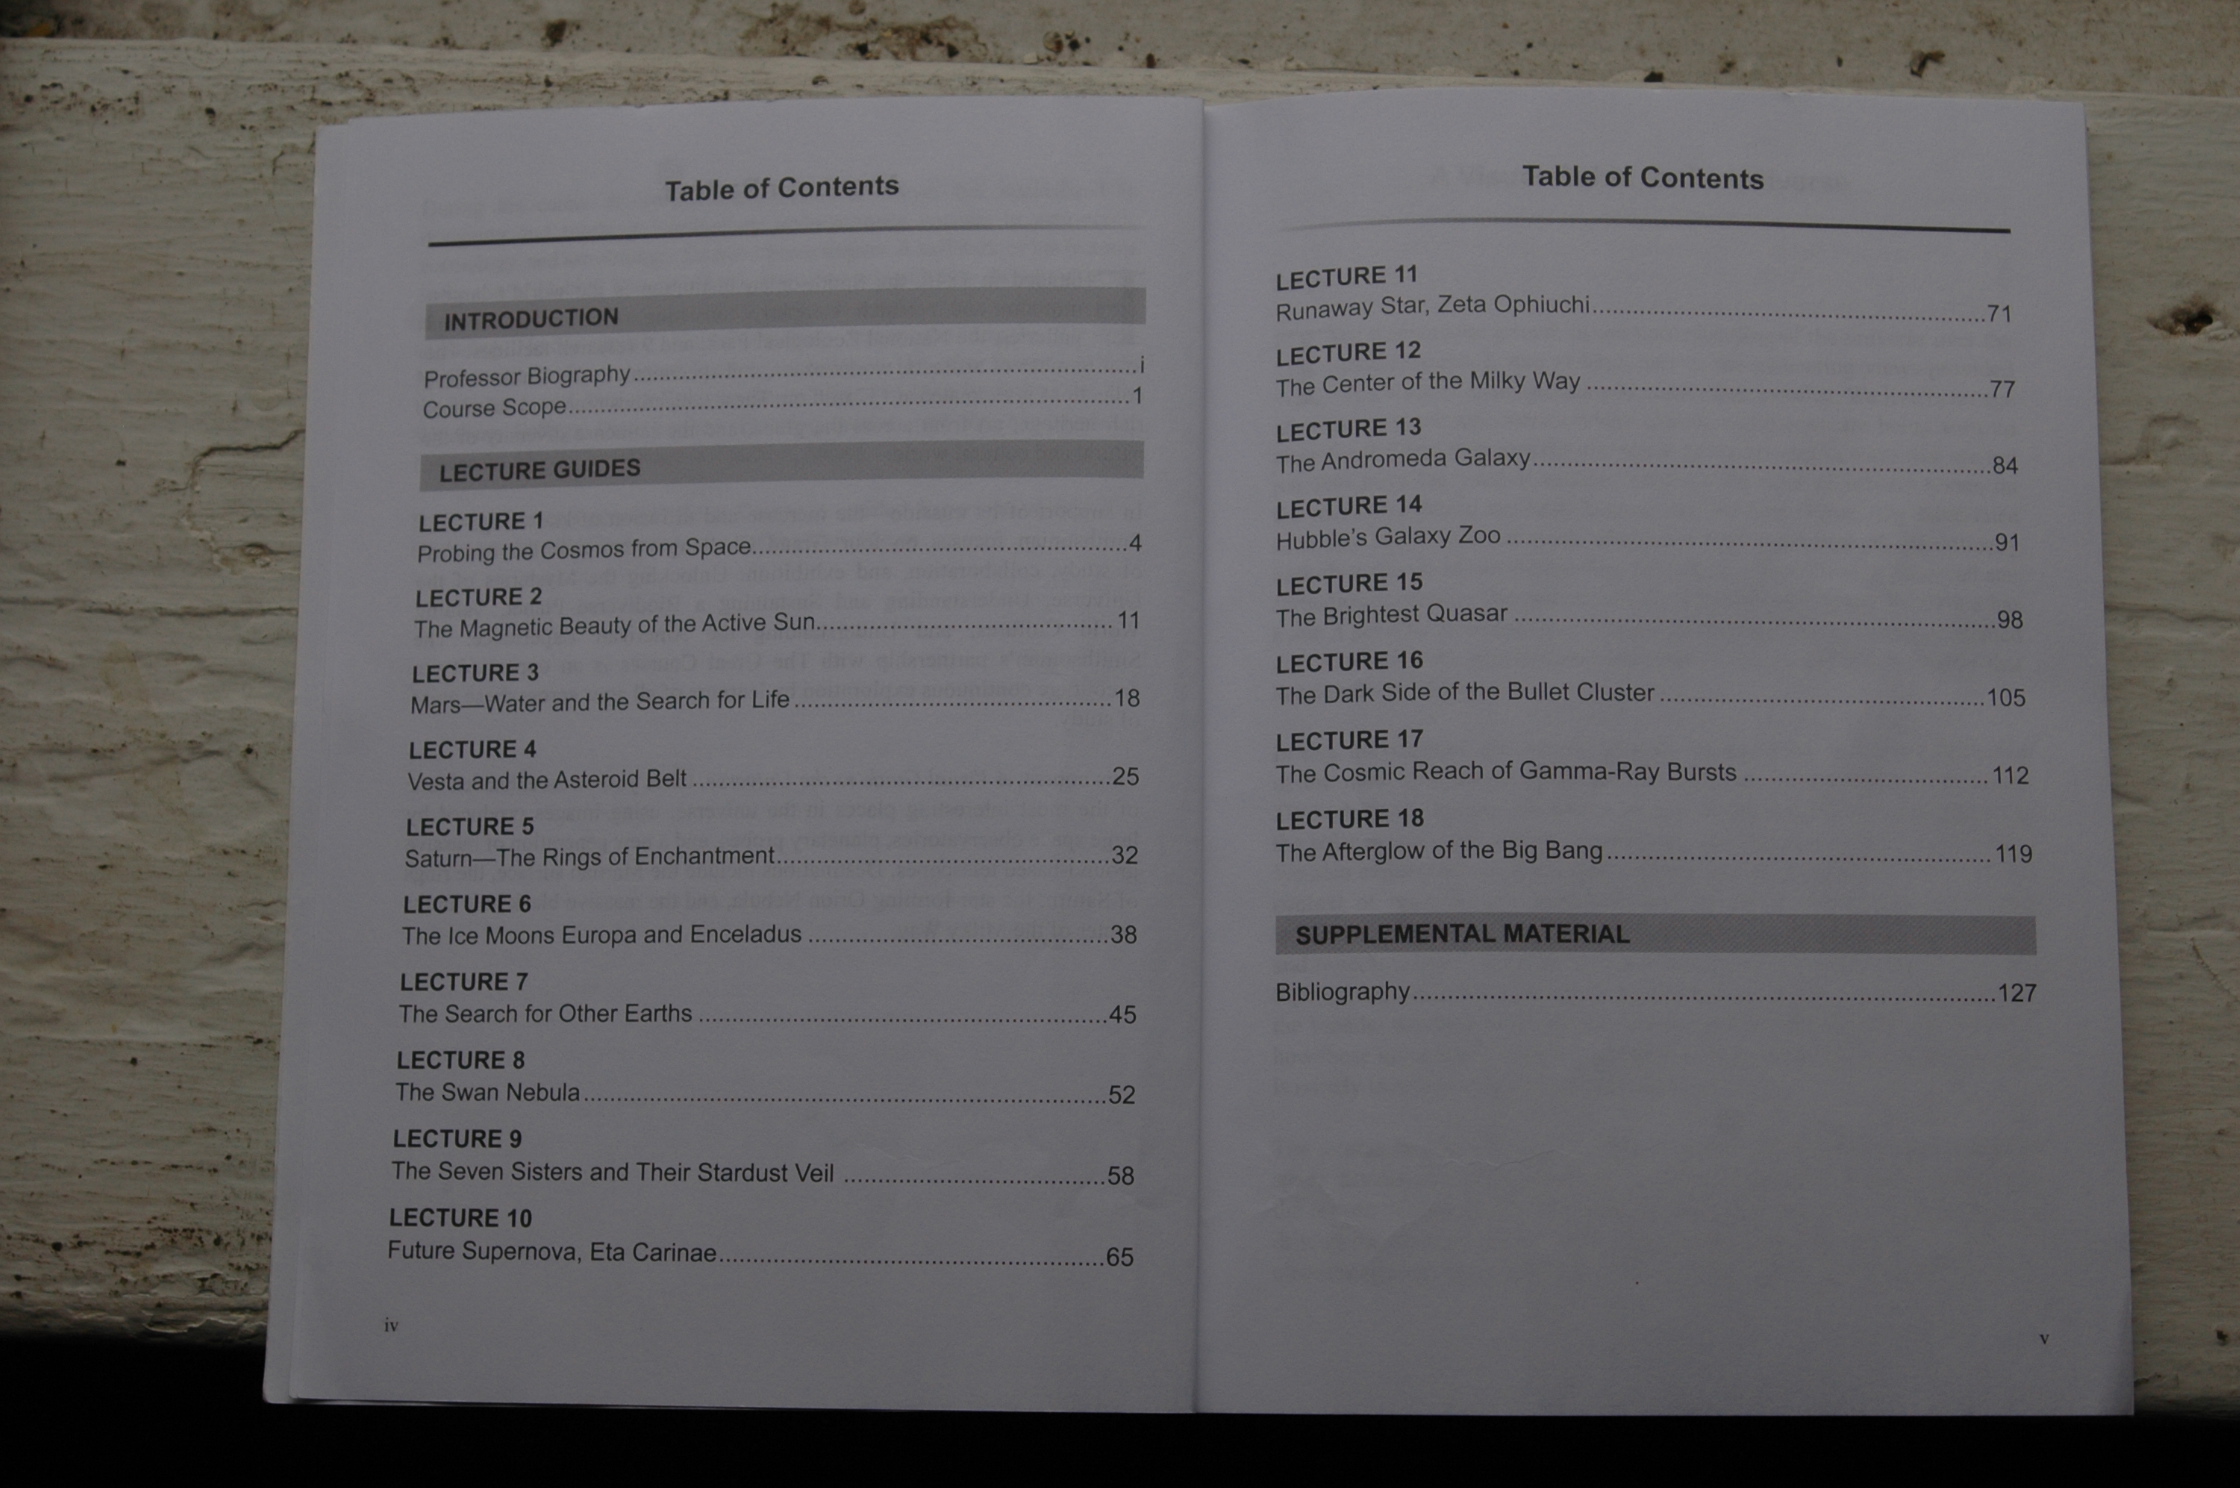 Table of Contents
INTRODUCTION
Professor Biography.....i
Course Scope.....1
LECTURE GUIDES
LECTURE 1
Probing the Cosmos from Space.....4
LECTURE 2
The Magnetic Beauty of the Active Sun.....11
LECTURE 3
Mars—Water and the Search for Life.....18
LECTURE 4
Vesta and the Asteroid Belt.....25
LECTURE 5
Saturn—The Rings of Enchantment.....32
LECTURE 6
The Ice Moons Europa and Enceladus.....38
LECTURE 7
The Search for Other Earths.....45
LECTURE 8
The Swan Nebula.....52
LECTURE 9
The Seven Sisters and Their Stardust Veil.....58
LECTURE 10
Future Supernova, Eta Carinae.....65
iv
Table of Contents
LECTURE 11
Runaway Star, Zeta Ophiuchi.....71
LECTURE 12
The Center of the Milky Way.....77
LECTURE 13
The Andromeda Galaxy.....84
LECTURE 14
Hubble's Galaxy Zoo.....91
LECTURE 15
The Brightest Quasar.....98
LECTURE 16
The Dark Side of the Bullet Cluster.....105
LECTURE 17
The Cosmic Reach of Gamma-Ray Bursts.....112
LECTURE 18
The Afterglow of the Big Bang.....119
SUPPLEMENTAL MATERIAL
Bibliography.....127
v